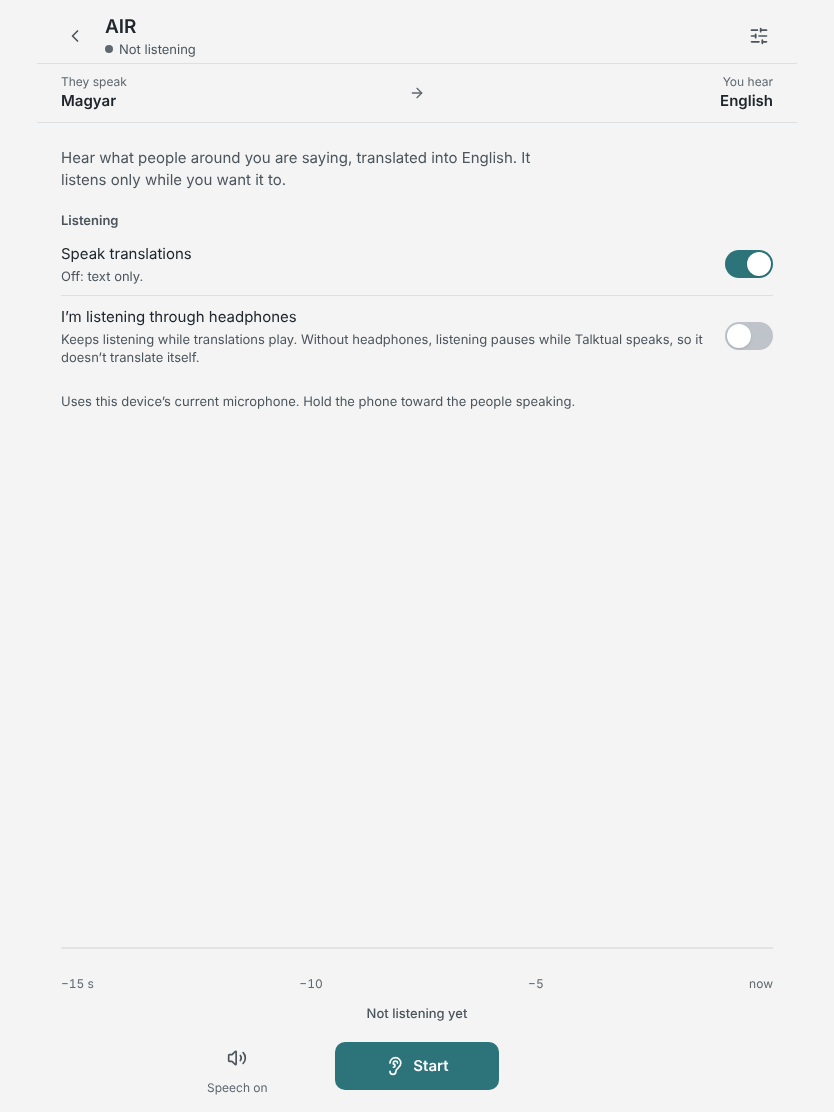 AIR
Not listening
They speak
Magyar
You hear
English
Hear what people around you are saying, translated into English. It
listens only while you want it to.
Listening
Speak translations
Off: text only.
I’m listening through headphones
Keeps listening while translations play. Without headphones, listening pauses while Talktual speaks, so it
doesn’t translate itself.
Uses this device’s current microphone. Hold the phone toward the people speaking.
−15 s
−10
−5
now
Not listening yet
Speech on
Start